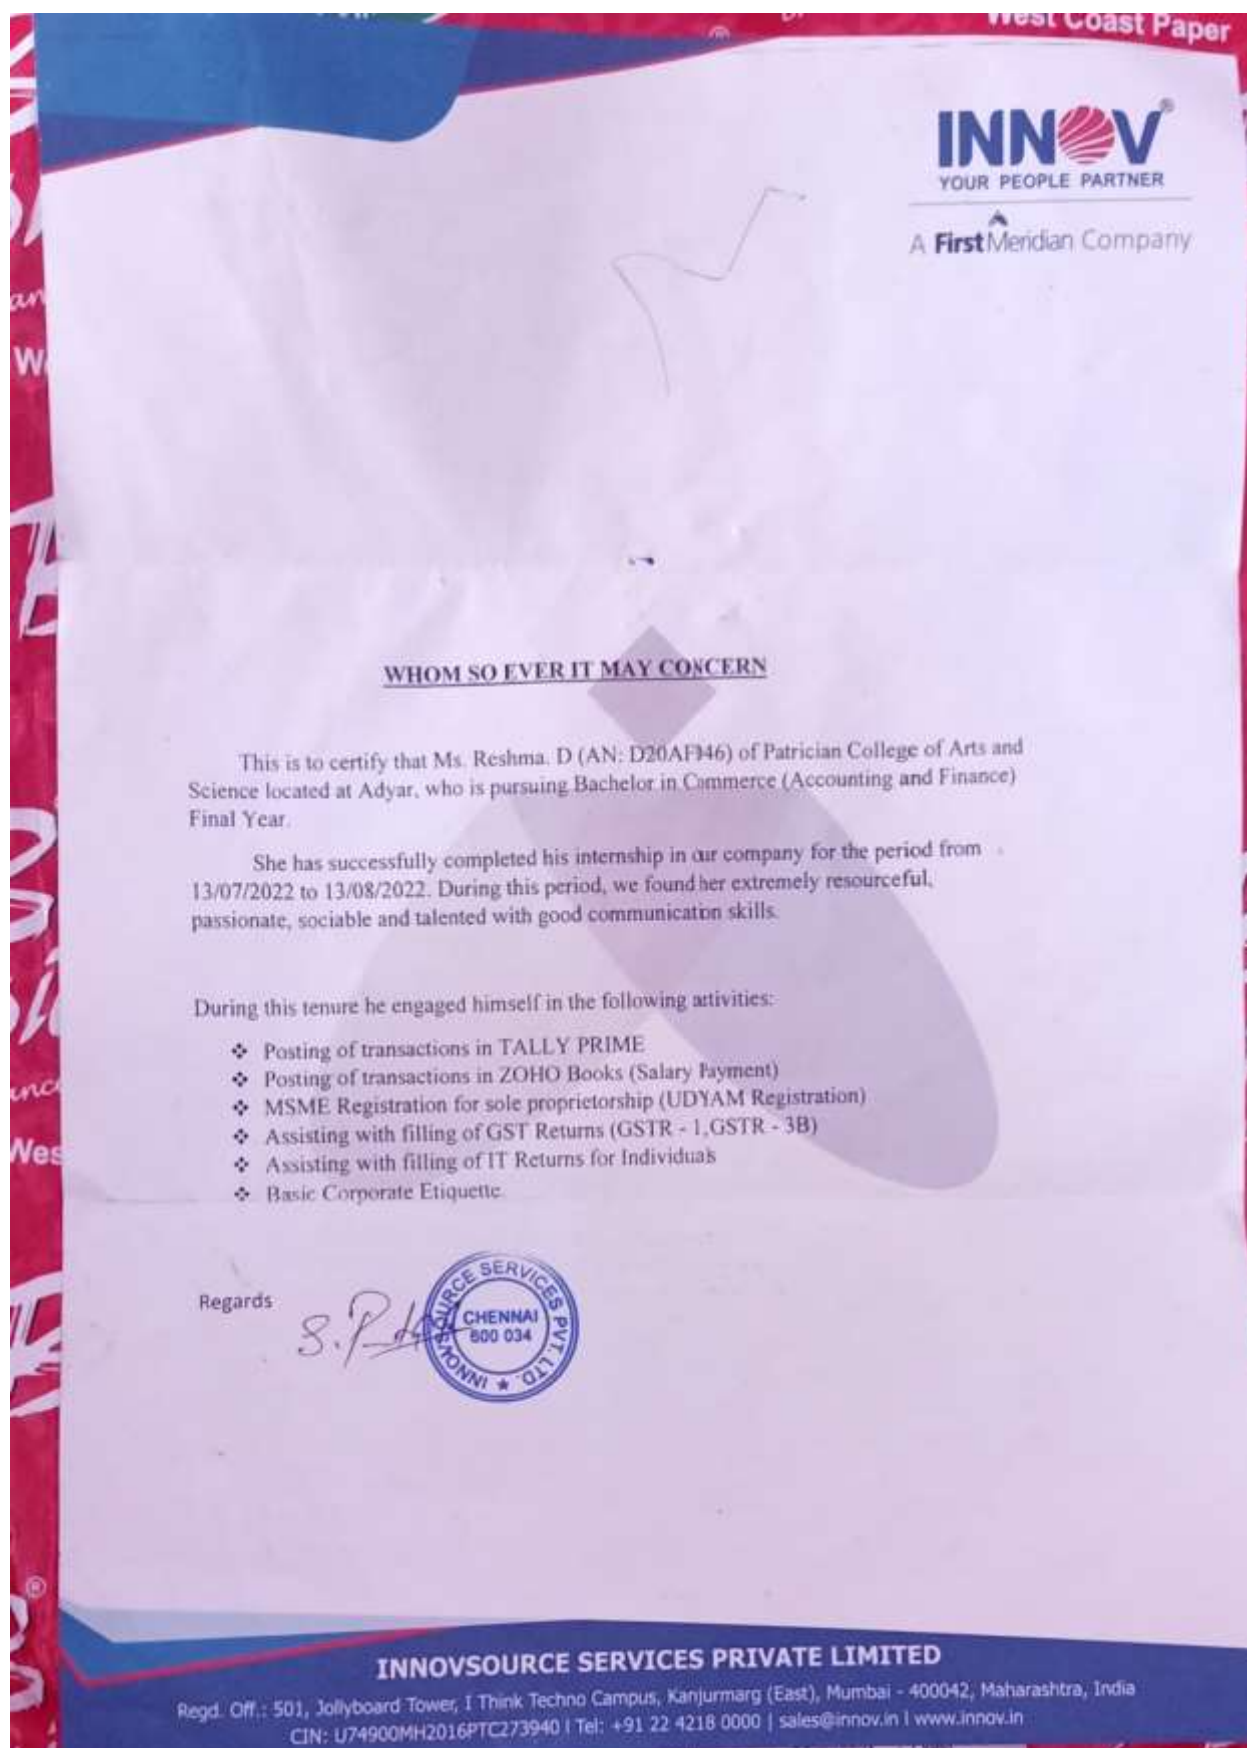 West Coast Paper
INNOV®
YOUR PEOPLE PARTNER
A FirstMeridian Company
WHOM SO EVER IT MAY CONCERN
This is to certify that Ms. Reshma. D (AN: D20AF346) of Patrician College of Arts and
Science located at Adyar, who is pursuing Bachelor in Commerce (Accounting and Finance)
Final Year.
She has successfully completed his internship in our company for the period from
13/07/2022 to 13/08/2022. During this period, we found her extremely resourceful,
passionate, sociable and talented with good communication skills.
During this tenure he engaged himself in the following activities:
❖ Posting of transactions in TALLY PRIME
❖ Posting of transactions in ZOHO Books (Salary Payment)
❖ MSME Registration for sole proprietorship (UDYAM Registration)
❖ Assisting with filling of GST Returns (GSTR - 1,GSTR - 3B)
❖ Assisting with filling of IT Returns for Individuals
❖ Basic Corporate Etiquette.
Regards
INNOVSOURCE SERVICES PVT. LTD. ★
CHENNAI
600 034
INNOVSOURCE SERVICES PRIVATE LIMITED
Regd. Off.: 501, Jollyboard Tower, I Think Techno Campus, Kanjurmarg (East), Mumbai - 400042, Maharashtra, India
CIN: U74900MH2016PTC273940 | Tel: +91 22 4218 0000 | sales@innov.in | www.innov.in